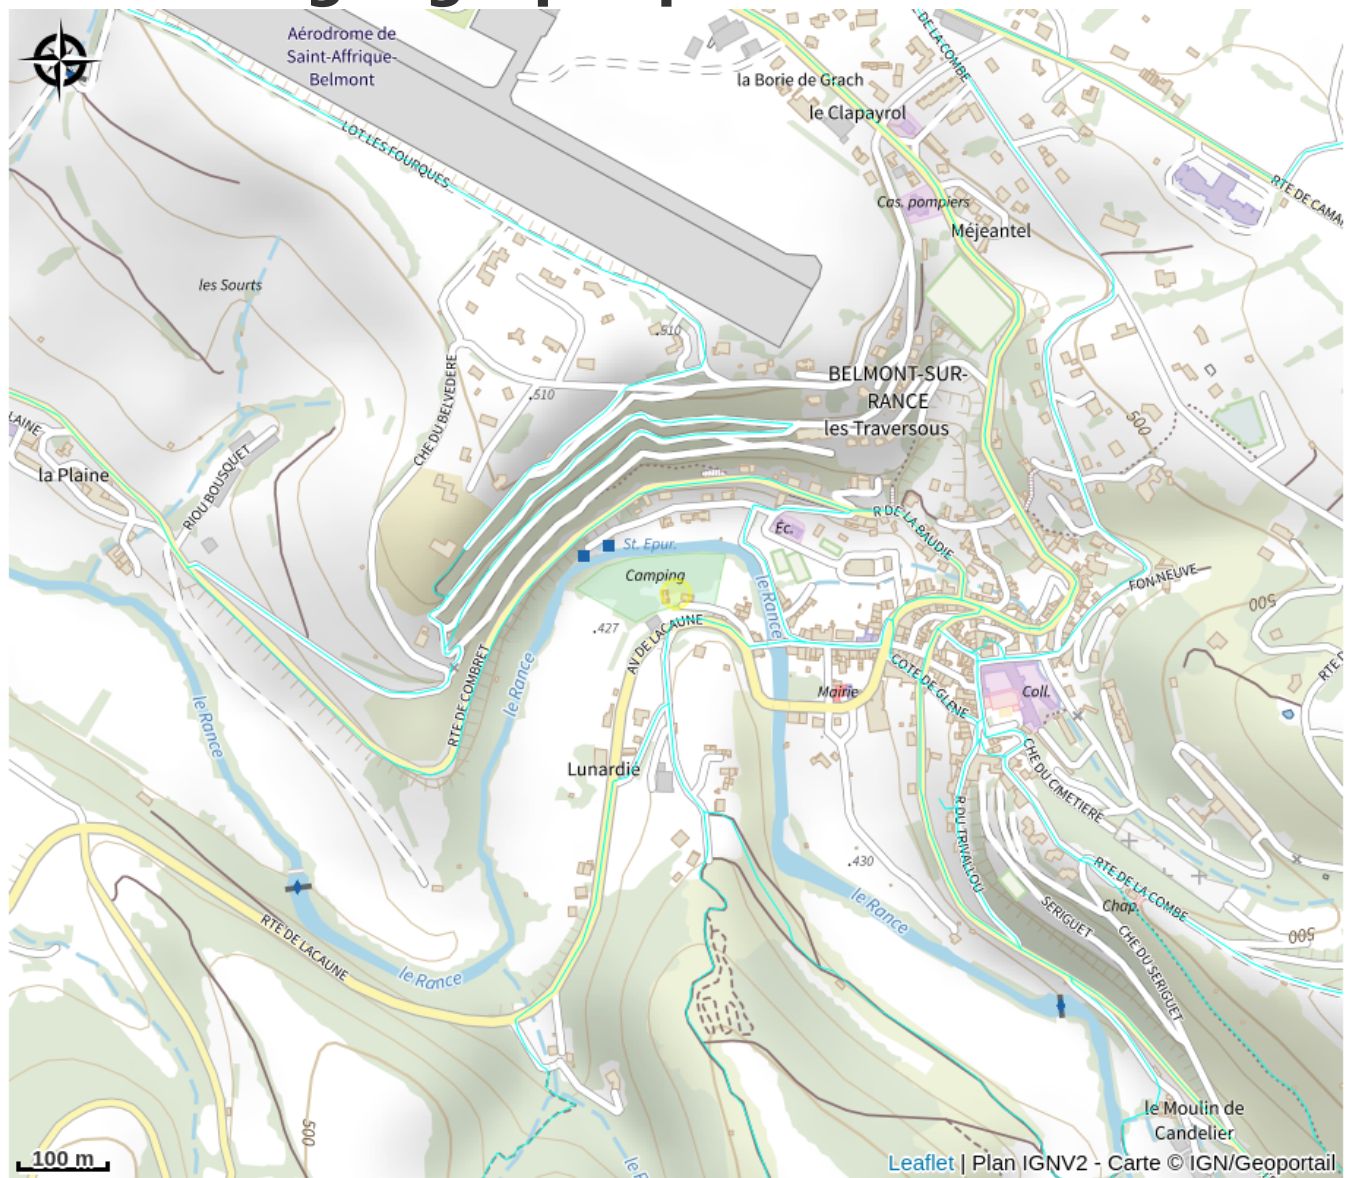 Aérodrome de
Saint-Affrique-
Belmont
DE LA COMBE
la Borie de Grach
le Clapayrol
LOT LES FOURQUES
RTE DE CAMA
Cas. pompiers
Méjeantel
les Sourts
.510
CHE DU BELVEDERE
BELMONT-SUR-
RANCE
.510
les Traversous
500
LAINE
la Plaine
RIOU BOUSQUET
R DE LA BAUDIE
Éc.
St. Epur.
Camping
le Rance
FON NEUVE
500
.427
AV DE LACAUNE
RTE D
RTE DE COMBRET
le Rance
le Rance
COTE DE GLENE
Mairie
Coll.
Lunardie
CHE DU CIMETIERE
R DU TRIVALLOU
.430
RTE DE LA COMBE
le Rance
SERIGUET
Chap.
500
RTE DE LACAUNE
CHE DU SERIGUET
le Rance
500
le Moulin de
Candelier
le R
100 m
Leaflet | Plan IGNV2 - Carte © IGN/Geoportail